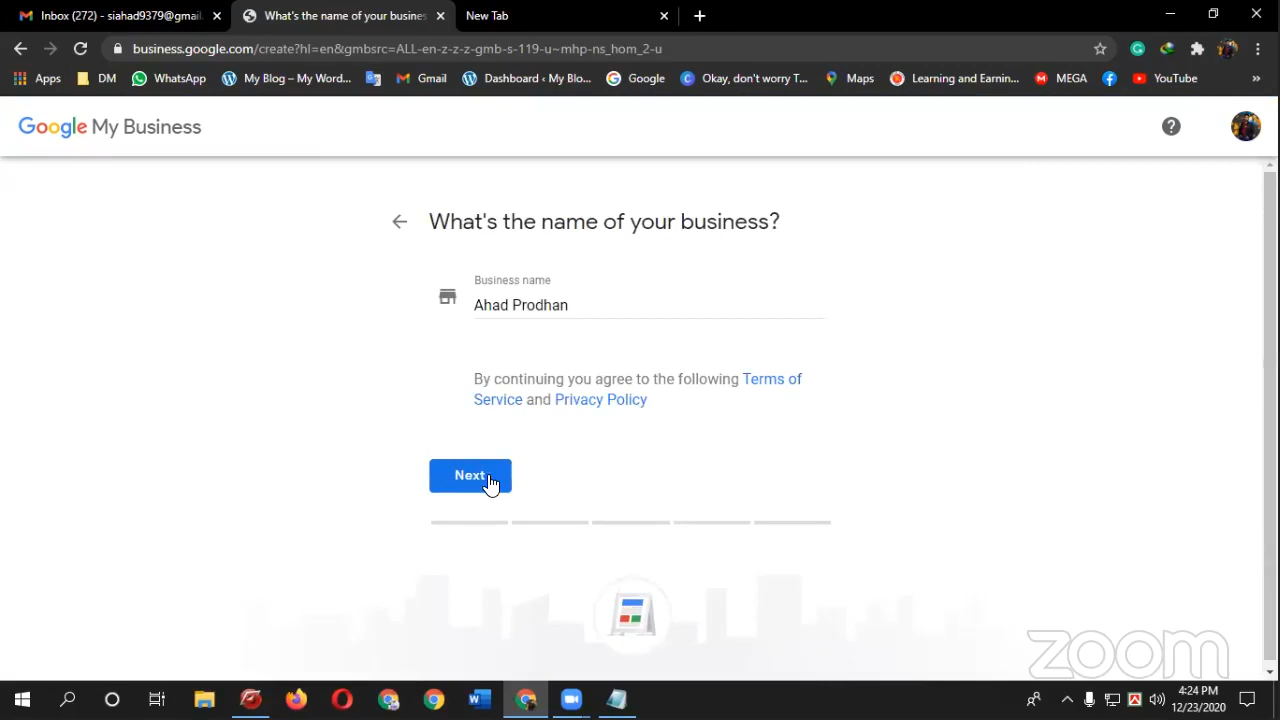 Inbox (272) - siahad9379@gmail.
What's the name of your busines
New Tab
business.google.com/create?hl=en&gmbsrc=ALL-en-z-z-z-gmb-s-119-u~mhp-ns_hom_2-u
Apps DM WhatsApp My Blog – My Word... Gmail Dashboard ‹ My Blo... Google Okay, don't worry T... Maps Learning and Earnin... MEGA YouTube »
Google My Business
What's the name of your business?
Business name
Ahad Prodhan
By continuing you agree to the following Terms of
Service and Privacy Policy
Next
zoom
4:24 PM
12/23/2020